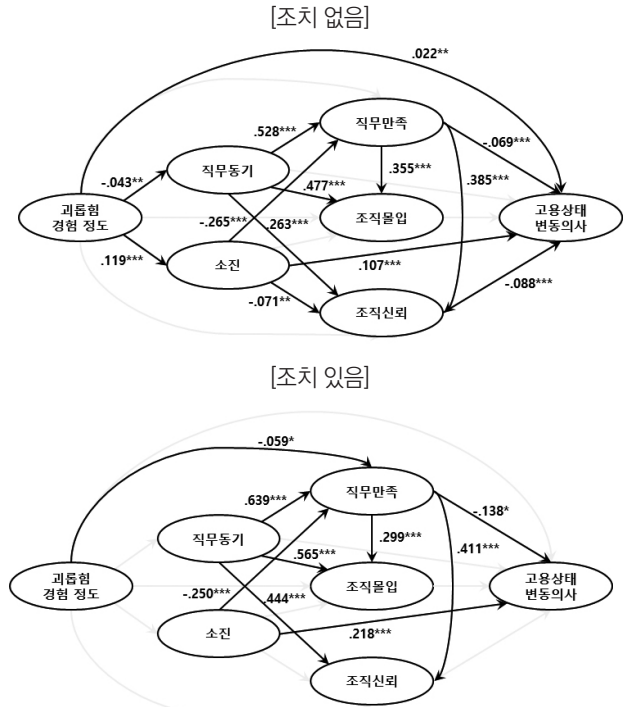 [조치 없음]
.022**
직무만족
.528***
-.069***
직무동기
.355***
-.043**
.477***
.385***
괴롭힘
경험 정도
조직몰입
고용상태
변동의사
-.265***
.263***
.119***
소진
.107***
-.071**
-.088***
조직신뢰
[조치 있음]
-.059*
직무만족
.639***
-.138*
직무동기
.299***
.411***
.565***
괴롭힘
경험 정도
조직몰입
고용상태
변동의사
-.250***
.444***
소진
.218***
조직신뢰